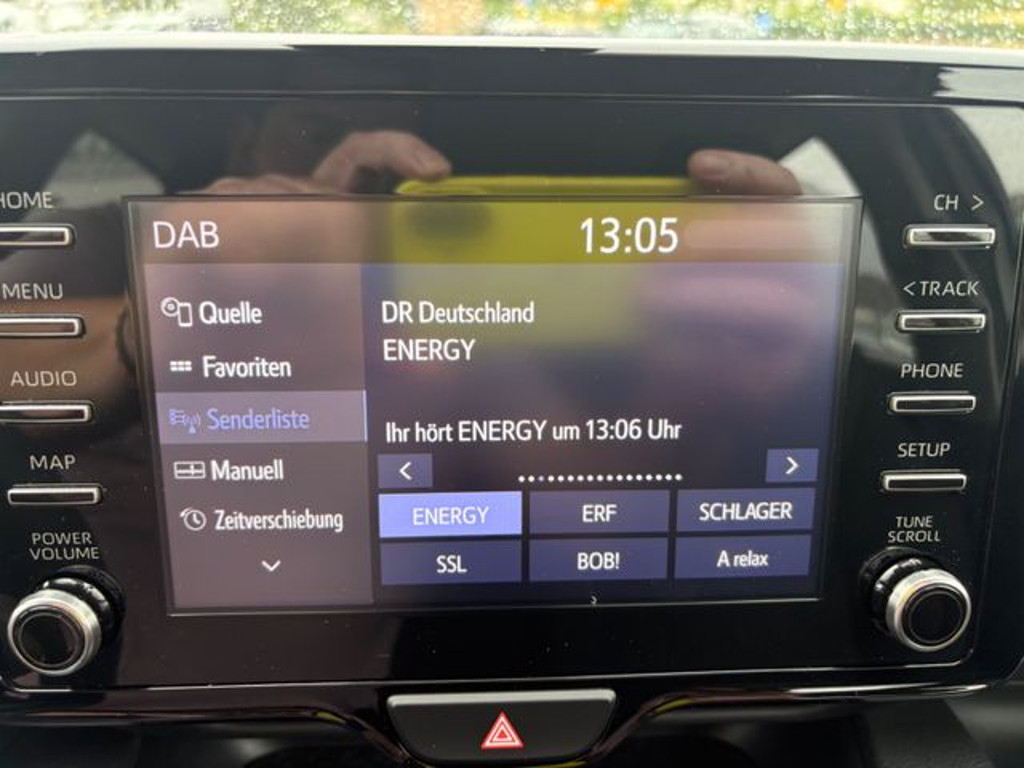 HOME
MENU
AUDIO
MAP
POWER
VOLUME
DAB
13:05
Quelle
Favoriten
Senderliste
Manuell
Zeitverschiebung
DR Deutschland
ENERGY
Ihr hört ENERGY um 13:06 Uhr
< >
ENERGY ERF SCHLAGER
SSL BOB! A relax
CH >
< TRACK
PHONE
SETUP
TUNE
SCROLL